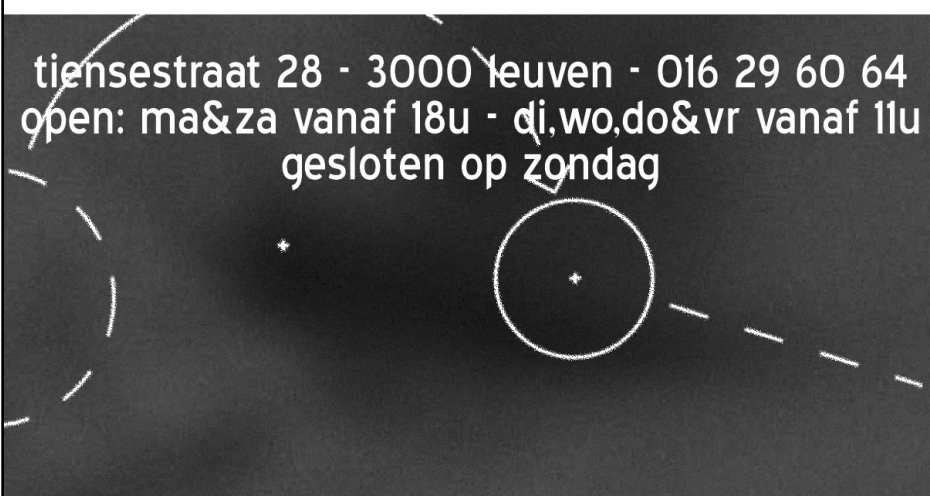 tiensestraat 28 - 3000 leuven - 016 29 60 64
open: ma&za vanaf 18u - di,wo,do&vr vanaf 11u
gesloten op zondag